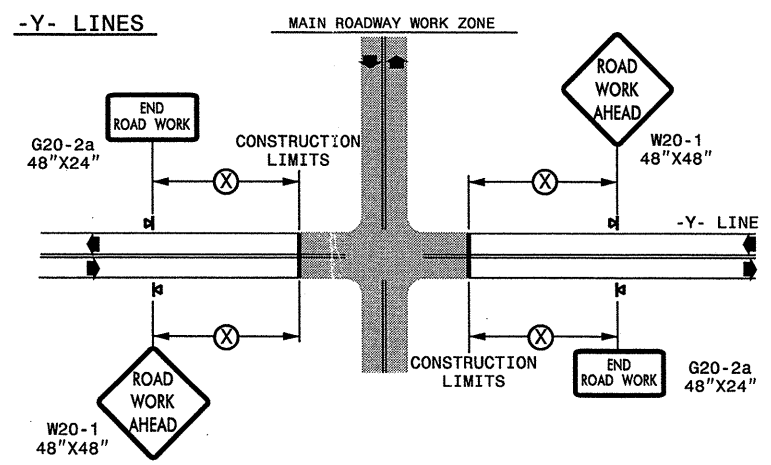 -Y- LINES
MAIN ROADWAY WORK ZONE
END
ROAD WORK
G20-2a
48"X24"
CONSTRUCTION
LIMITS
ROAD
WORK
AHEAD
W20-1
48"X48"
X
X
-Y- LINE
X
X
CONSTRUCTION
LIMITS
ROAD
WORK
AHEAD
W20-1
48"X48"
END
ROAD WORK
G20-2a
48"X24"